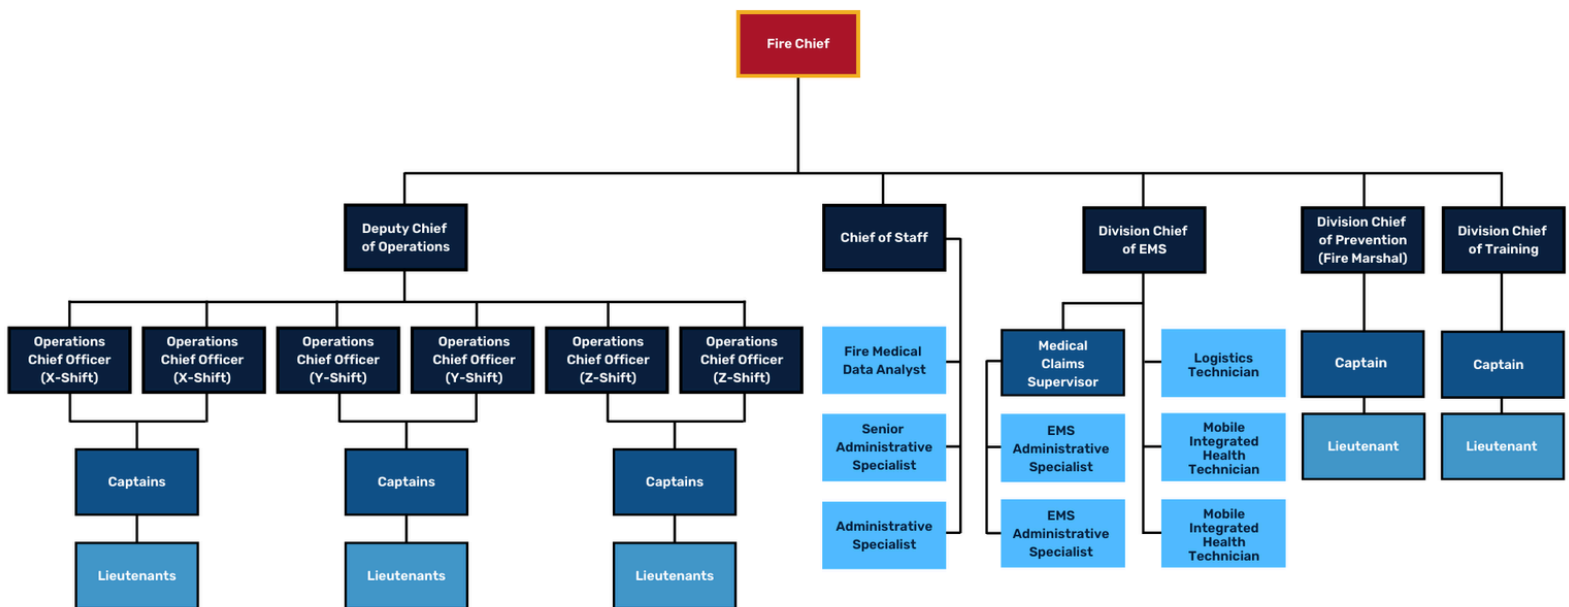 Fire Chief
Deputy Chief
of Operations
Chief of Staff
Division Chief
of EMS
Division Chief
of Prevention
(Fire Marshal)
Division Chief
of Training
Operations
Chief Officer
(X-Shift)
Operations
Chief Officer
(X-Shift)
Operations
Chief Officer
(Y-Shift)
Operations
Chief Officer
(Y-Shift)
Operations
Chief Officer
(Z-Shift)
Operations
Chief Officer
(Z-Shift)
Captains
Captains
Captains
Lieutenants
Lieutenants
Lieutenants
Fire Medical
Data Analyst
Senior
Administrative
Specialist
Administrative
Specialist
Medical
Claims
Supervisor
EMS
Administrative
Specialist
EMS
Administrative
Specialist
Logistics
Technician
Mobile
Integrated
Health
Technician
Mobile
Integrated
Health
Technician
Captain
Lieutenant
Captain
Lieutenant